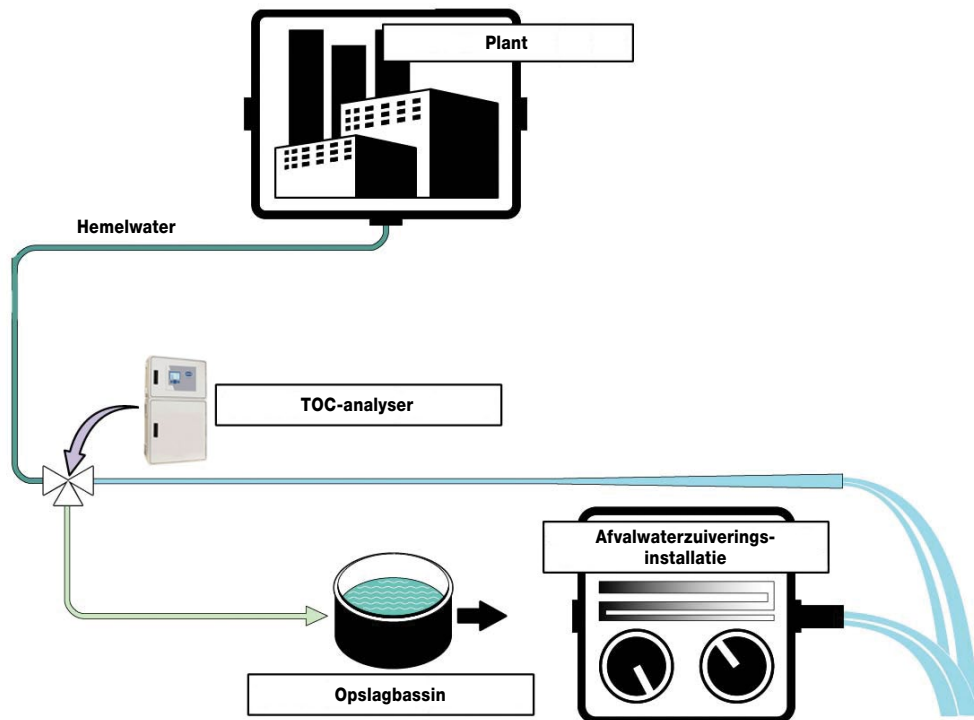 Plant
Hemelwater
TOC-analyser
Afvalwaterzuiverings-
installatie
Opslagbassin